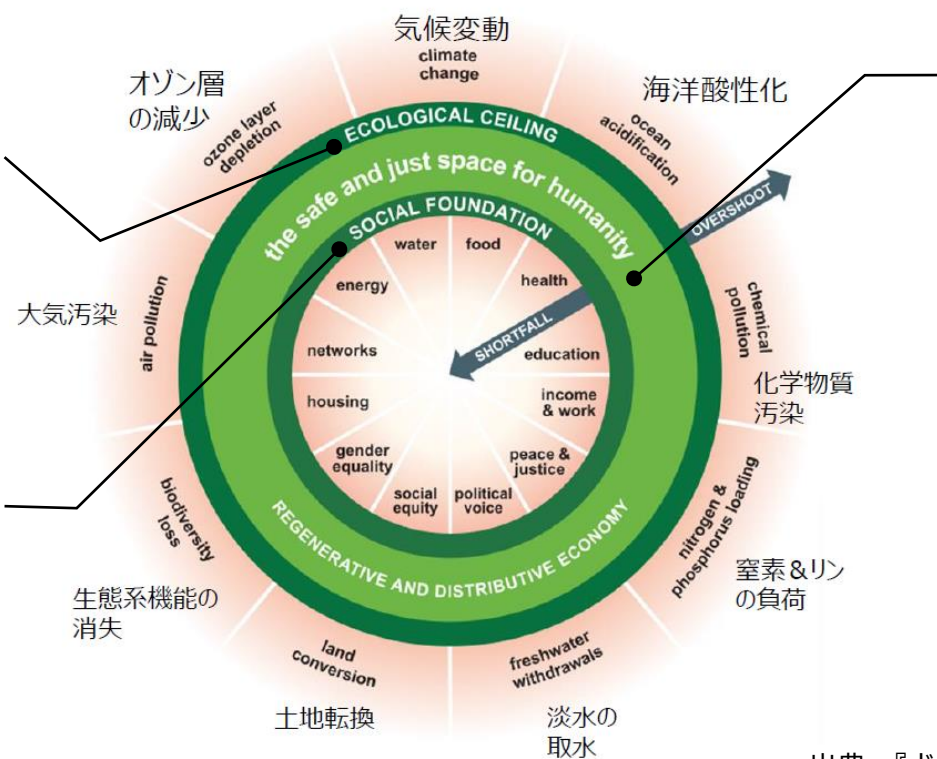 気候変動
climate
change
オゾン層
の減少
ozone layer
depletion
海洋酸性化
ocean
acidification
ECOLOGICAL CEILING
the safe and just space for humanity
SOCIAL FOUNDATION
OVERSHOOT
water
food
energy
health
SHORTFALL
networks
education
housing
income
& work
gender
equality
peace &
justice
social
equity
political
voice
REGENERATIVE AND DISTRIBUTIVE ECONOMY
大気汚染
air pollution
chemical
pollution
化学物質
汚染
biodiversity
loss
生態系機能の
消失
nitrogen &
phosphorus loading
窒素&リン
の負荷
land
conversion
土地転換
freshwater
withdrawals
淡水の
取水